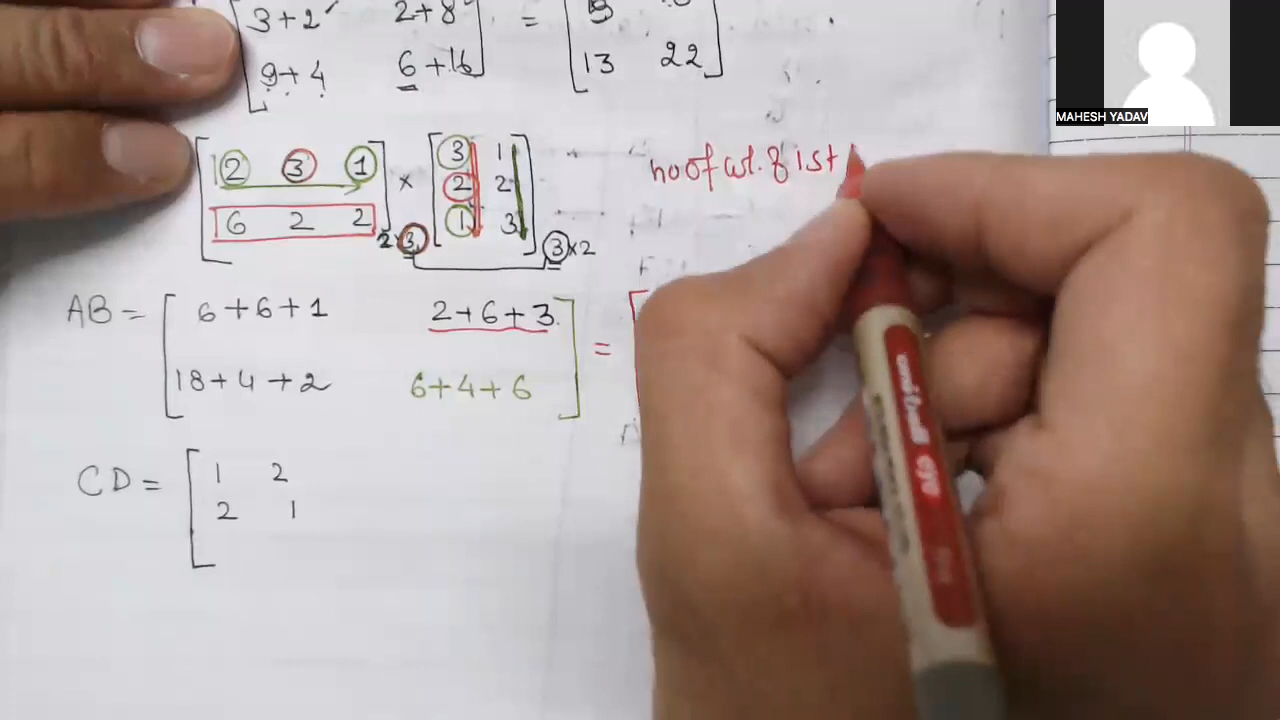 3+2 2+8 =
9+4 6+16 13 22
MAHESH YADAV
2 3 1 × 3 1
2 2
6 2 2 1 3
2×3 3×2
no of col. of 1st
AB = 6+6+1 2+6+3 =
18+4+2 6+4+6
CD = 1 2
2 1